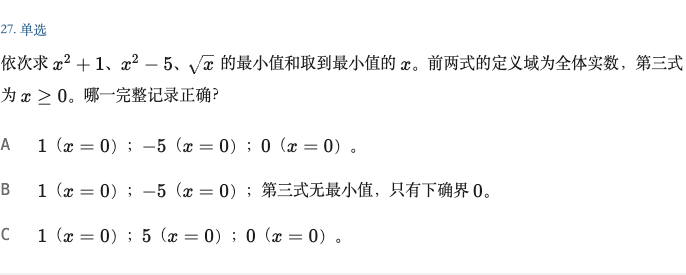 27. 单选
依次求 x² + 1、x² − 5、√x 的最小值和取到最小值的 x。前两式的定义域为全体实数，第三式
为 x ≥ 0。哪一完整记录正确？
A 1（x = 0）；−5（x = 0）；0（x = 0）。
B 1（x = 0）；−5（x = 0）；第三式无最小值，只有下确界 0。
C 1（x = 0）；5（x = 0）；0（x = 0）。